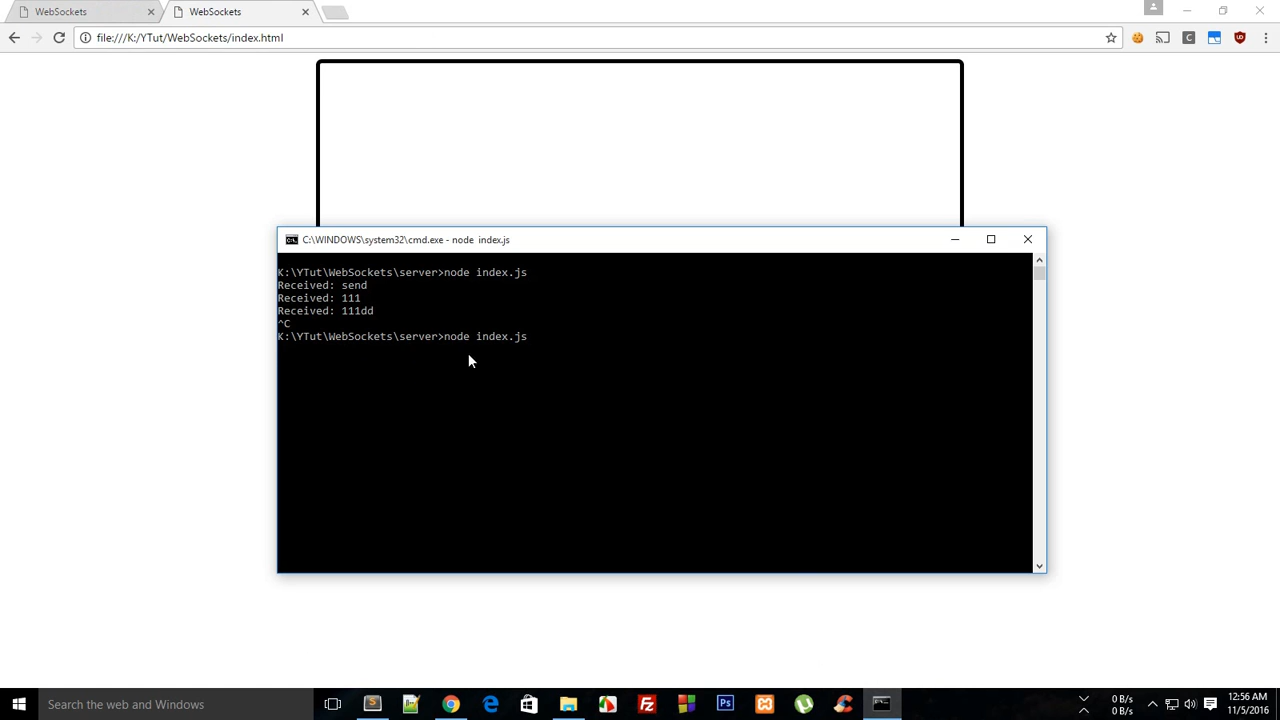 WebSockets
WebSockets
file:///K:/YTut/WebSockets/index.html
C:\WINDOWS\system32\cmd.exe - node  index.js
K:\YTut\WebSockets\server>node index.js
Received: send
Received: 111
Received: 111dd
^C
K:\YTut\WebSockets\server>node index.js
Search the web and Windows
Ps
0 B/s
0 B/s
12:56 AM
11/5/2016